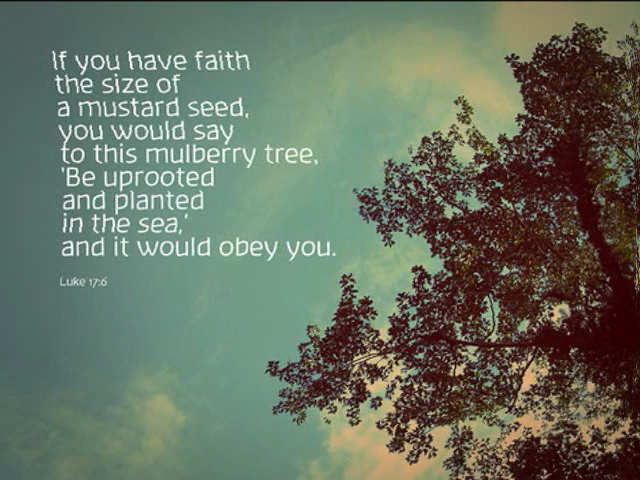 If you have faith
the size of
a mustard seed,
you would say
to this mulberry tree,
'Be uprooted
and planted
in the sea,'
and it would obey you.
Luke 17:6